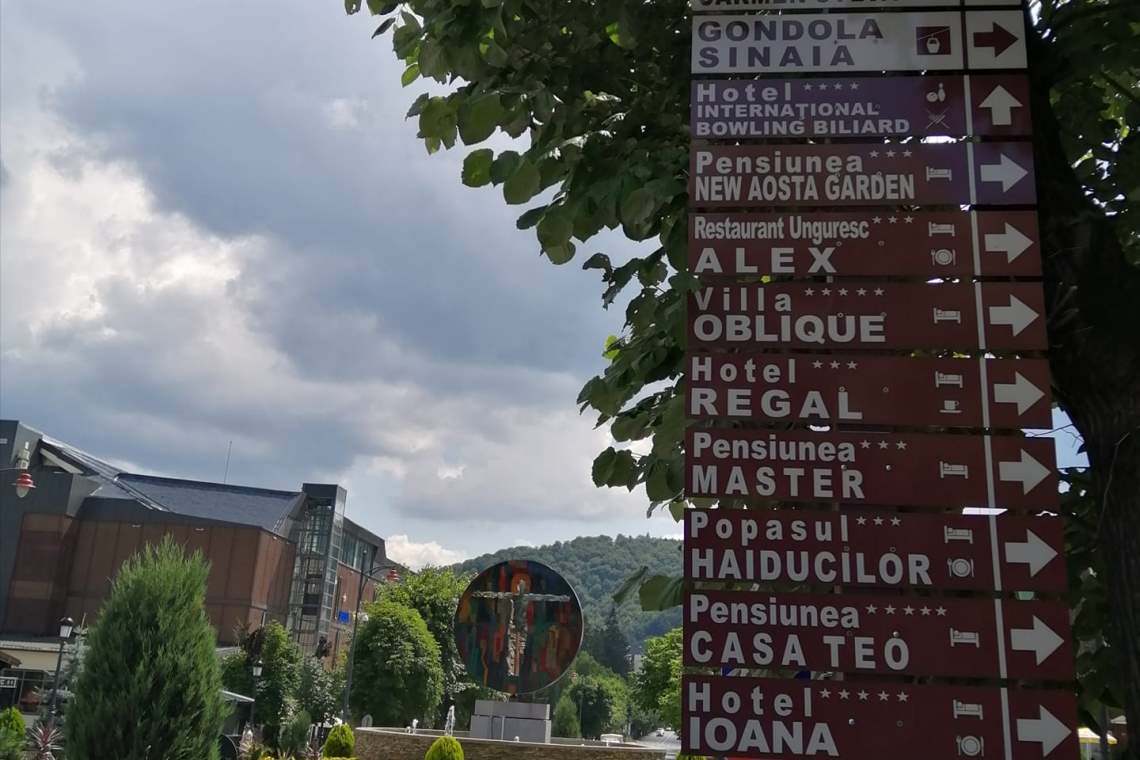 GONDOLA
SINAIA
Hotel ****
INTERNAȚIONAL
BOWLING BILIARD
Pensiunea ***
NEW AOSTA GARDEN
Restaurant Unguresc ***
ALEX
Villa *****
OBLIQUE
Hotel ***
REGAL
Pensiunea ***
MASTER
Popasul ***
HAIDUCILOR
Pensiunea *****
CASA TEO
Hotel *****
IOANA